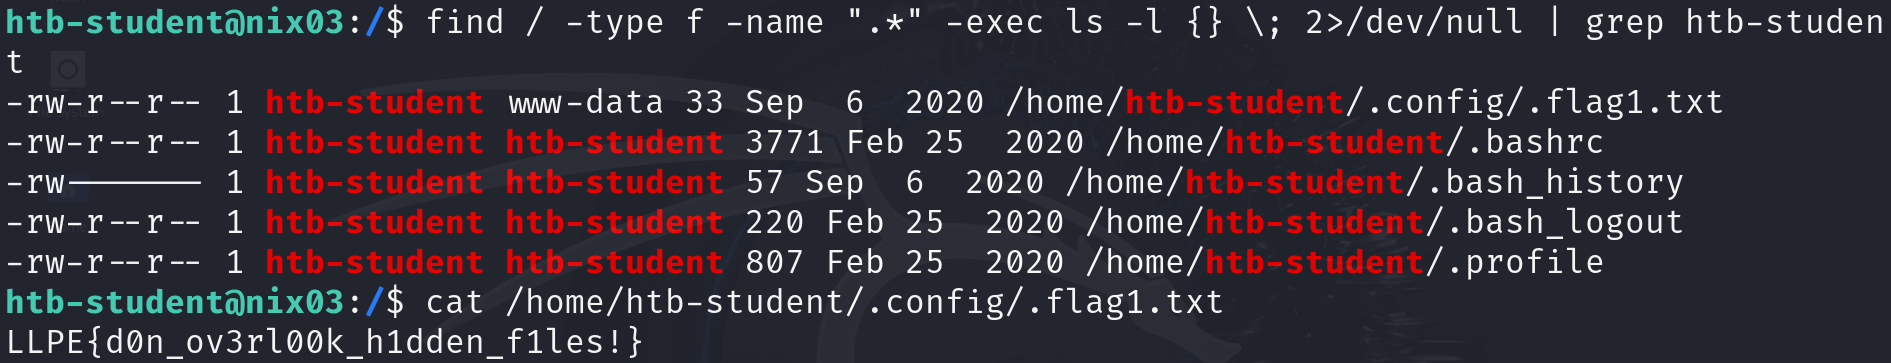 htb-student@nix03:/$ find / -type f -name ".*" -exec ls -l {} \; 2>/dev/null | grep htb-studen
t
-rw-r--r-- 1 htb-student www-data 33 Sep  6  2020 /home/htb-student/.config/.flag1.txt
-rw-r--r-- 1 htb-student htb-student 3771 Feb 25  2020 /home/htb-student/.bashrc
-rw------- 1 htb-student htb-student 57 Sep  6  2020 /home/htb-student/.bash_history
-rw-r--r-- 1 htb-student htb-student 220 Feb 25  2020 /home/htb-student/.bash_logout
-rw-r--r-- 1 htb-student htb-student 807 Feb 25  2020 /home/htb-student/.profile
htb-student@nix03:/$ cat /home/htb-student/.config/.flag1.txt
LLPE{d0n_ov3rl00k_h1dden_f1les!}